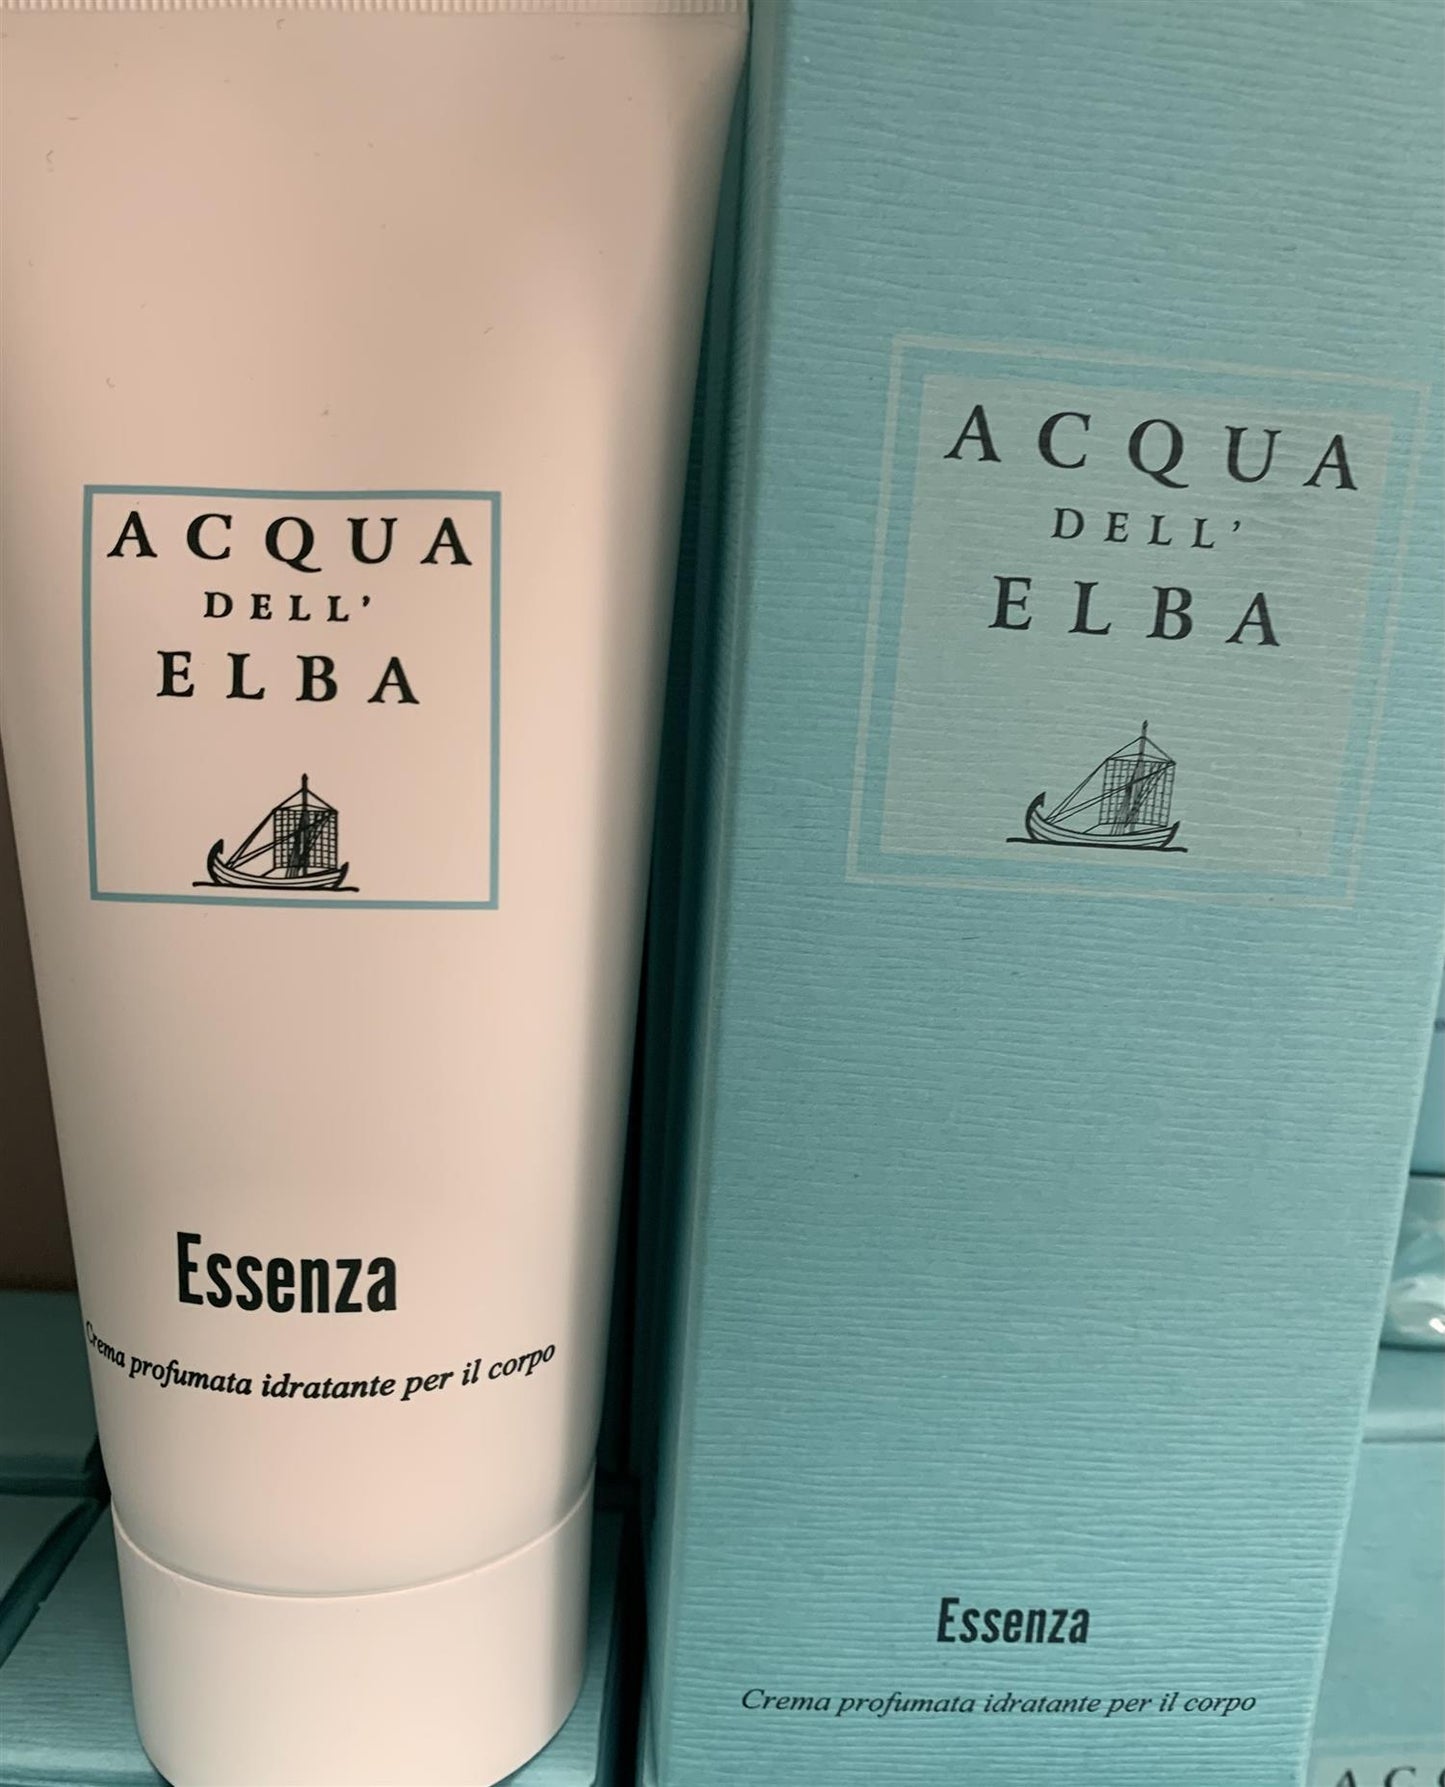 ACQUA
DELL'
ELBA
Essenza
Crema profumata idratante per il corpo
ACQUA
DELL'
ELBA
Essenza
Crema profumata idratante per il corpo